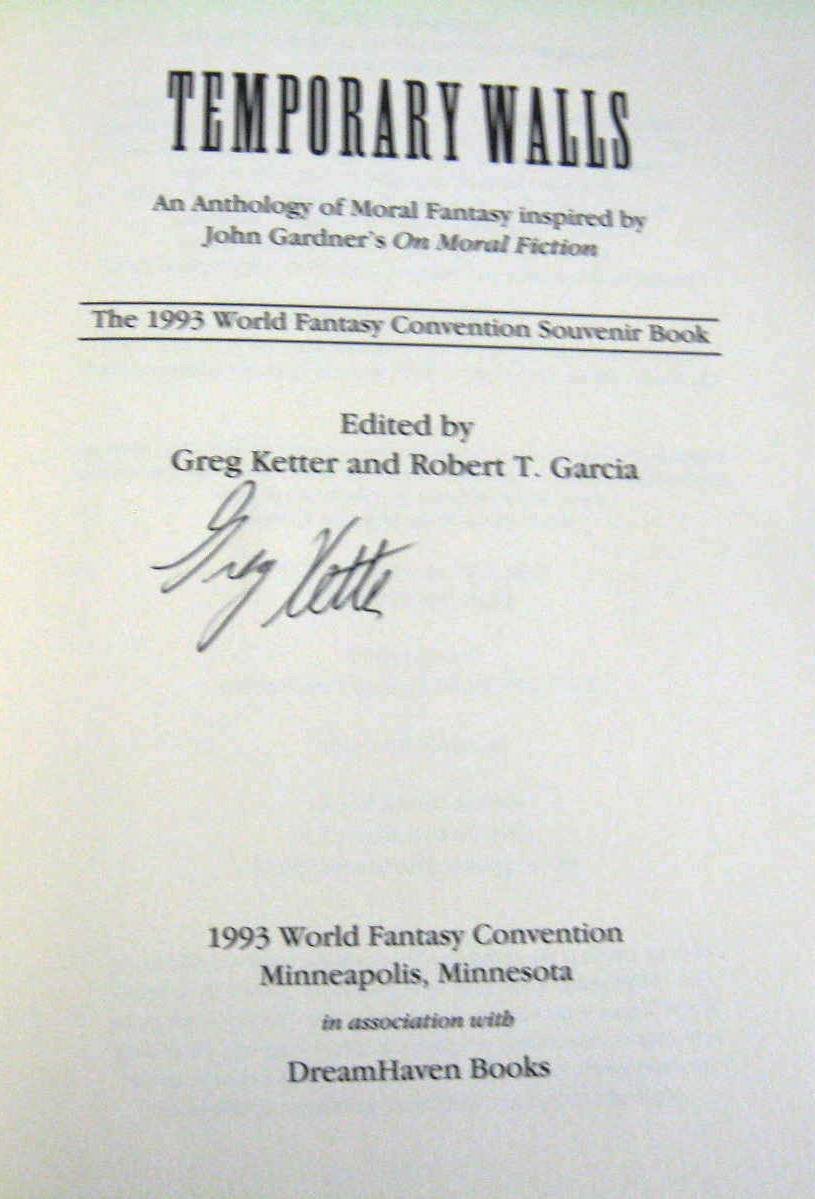 TEMPORARY WALLS
An Anthology of Moral Fantasy inspired by
John Gardner's On Moral Fiction
The 1993 World Fantasy Convention Souvenir Book
Edited by
Greg Ketter and Robert T. Garcia
Greg Ketter
1993 World Fantasy Convention
Minneapolis, Minnesota
in association with
DreamHaven Books